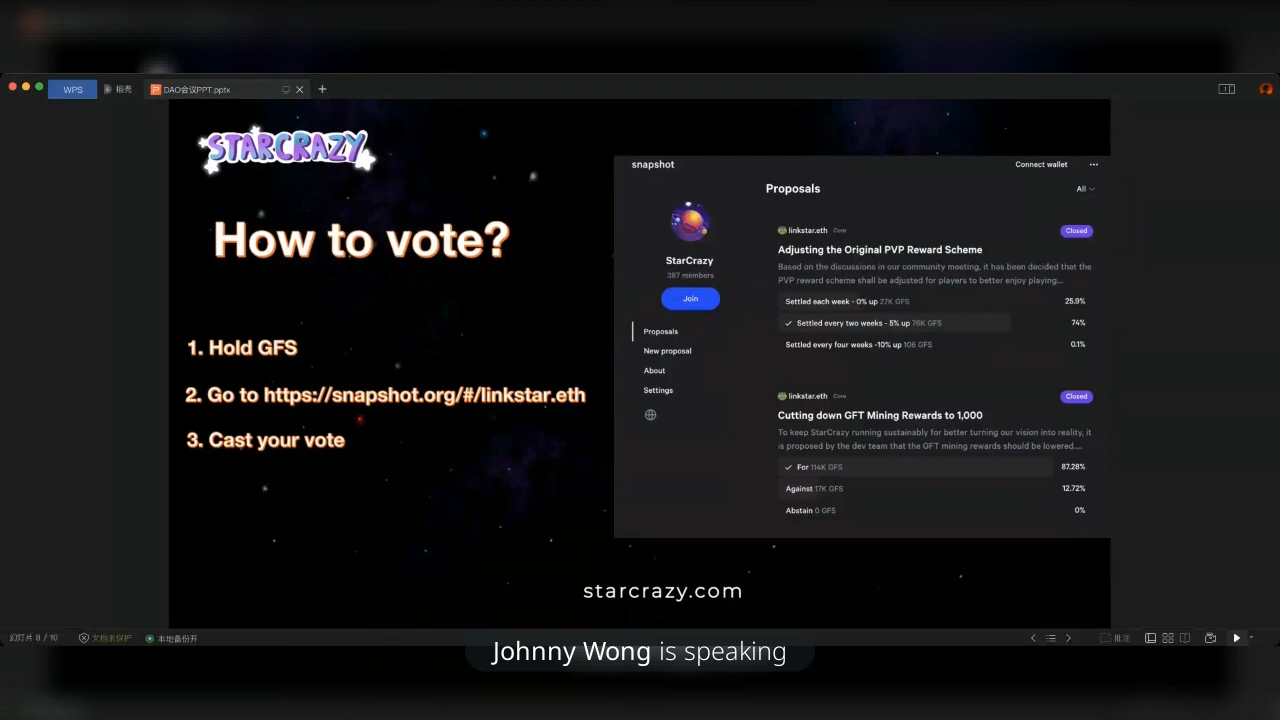 WPS
稻壳
DAO会议PPT.pptx
STARCRAZY
How to vote?
1. Hold GFS
2. Go to https://snapshot.org/#/linkstar.eth
3. Cast your vote
snapshot
Connect wallet
StarCrazy
387 members
Join
Proposals
New proposal
About
Settings
Proposals
All
linkstar.eth Core
Closed
Adjusting the Original PVP Reward Scheme
Based on the discussions in our community meeting, it has been decided that the
PVP reward scheme shall be adjusted for players to better enjoy playing...
Settled each week - 0% up 27K GFS 25.9%
Settled every two weeks - 5% up 76K GFS 74%
Settled every four weeks -10% up 106 GFS 0.1%
linkstar.eth Core
Closed
Cutting down GFT Mining Rewards to 1,000
To keep StarCrazy running sustainably for better turning our vision into reality, it
is proposed by the dev team that the GFT mining rewards should be lowered....
For 114K GFS 87.28%
Against 17K GFS 12.72%
Abstain 0 GFS 0%
starcrazy.com
幻灯片 8 / 10
文档未保护
本地备份开
批注
Johnny Wong is speaking